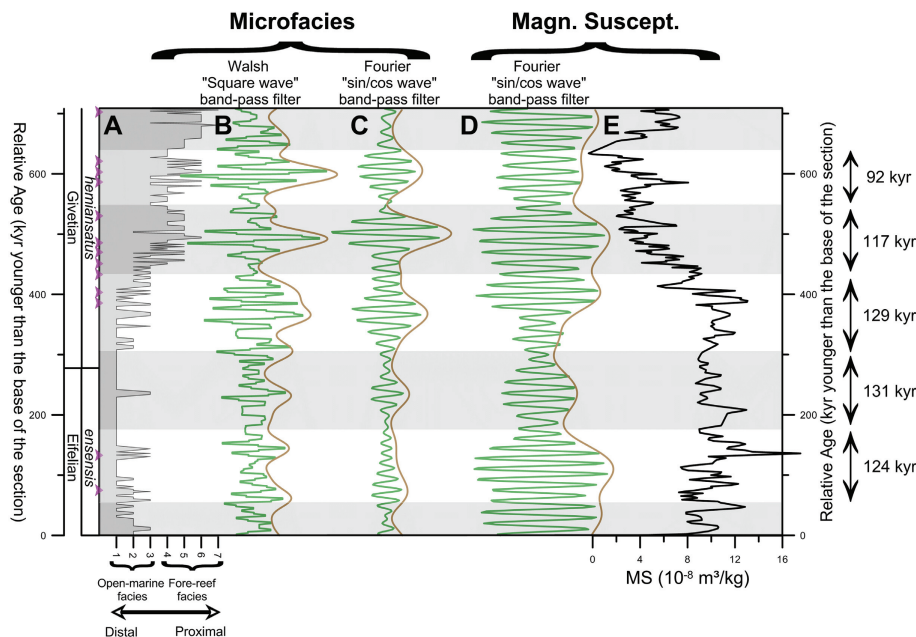 Microfacies
Magn. Suscept.
Walsh
"Square wave"
band-pass filter
Fourier
"sin/cos wave"
band-pass filter
Fourier
"sin/cos wave"
band-pass filter
A
B
C
D
E
Relative Age (kyr younger than the base of the section)
600
400
200
0
Givetian
Eifelian
hemiansatus
ensensis
1
2
3
4
5
6
7
Open-marine
facies
Fore-reef
facies
Distal
Proximal
0
4
8
12
16
MS (10⁻⁸ m³/kg)
600
400
200
0
Relative Age (kyr younger than the base of the section)
92 kyr
117 kyr
129 kyr
131 kyr
124 kyr